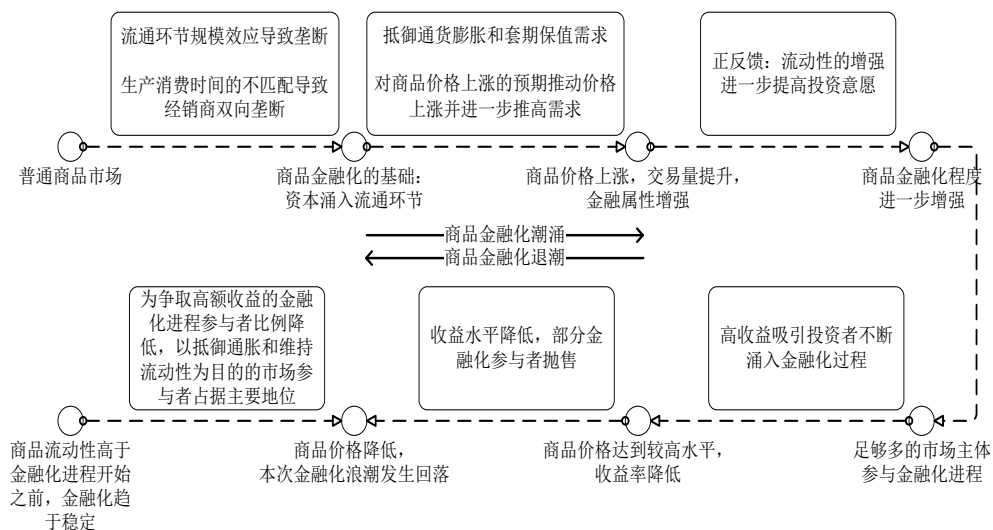 流通环节规模效应导致垄断
生产消费时间的不匹配导致
经销商双向垄断
抵御通货膨胀和套期保值需求
对商品价格上涨的预期推动价格
上涨并进一步推高需求
正反馈：流动性的增强
进一步提高投资意愿
普通商品市场
商品金融化的基础：
资本涌入流通环节
商品价格上涨，交易量提升，
金融属性增强
商品金融化程度
进一步增强
商品金融化潮涌
商品金融化退潮
为争取高额收益的金融
化进程参与者比例降
低，以抵御通胀和维持
流动性为目的的市场参
与者占据主要地位
收益水平降低，部分金
融化参与者抛售
高收益吸引投资者不断
涌入金融化过程
商品流动性高于
金融化进程开始
之前，金融化趋
于稳定
商品价格降低，
本次金融化浪潮发生回落
商品价格达到较高水平，
收益率降低
足够多的市场主体
参与金融化进程